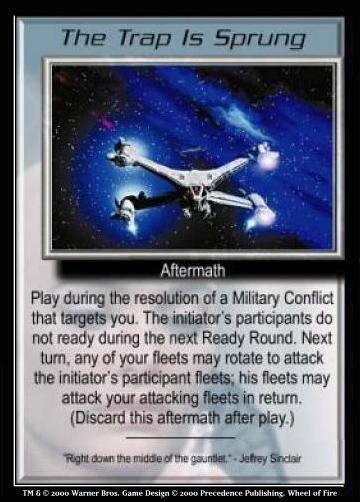 The Trap Is Sprung
Aftermath
Play during the resolution of a Military Conflict
that targets you. The initiator's participants do
not ready during the next Ready Round. Next
turn, any of your fleets may rotate to attack
the initiator's participant fleets; his fleets may
attack your attacking fleets in return.
(Discard this aftermath after play.)
"Right down the middle of the gauntlet." - Jeffrey Sinclair
TM & © 2000 Warner Bros. Game Design © 2000 Precedence Publishing. Wheel of Fire